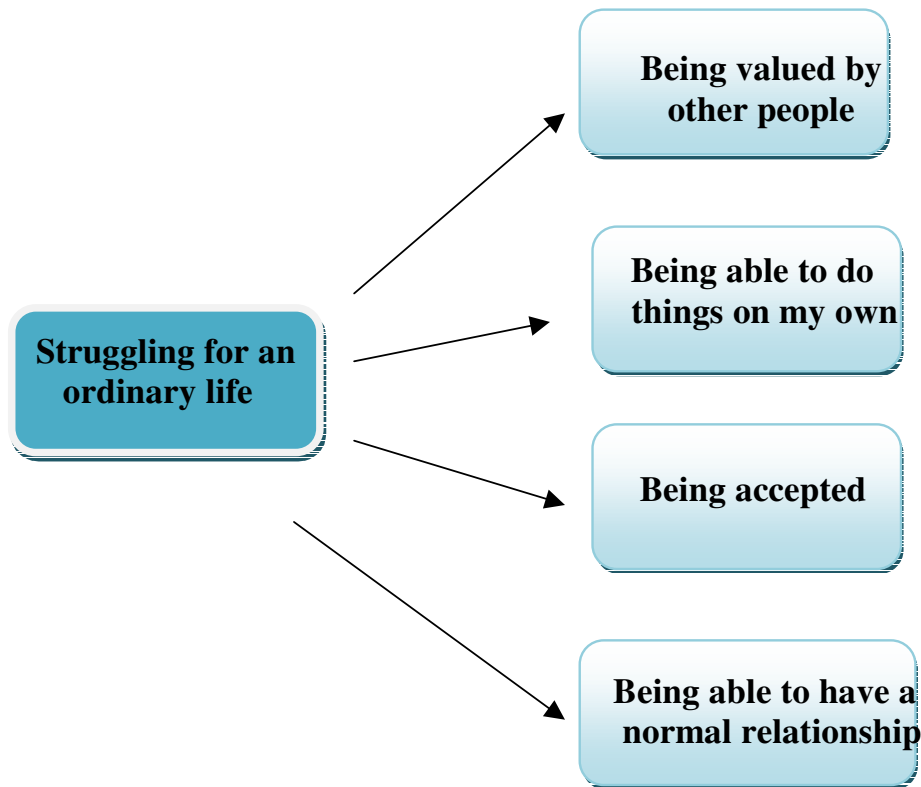 Being valued by
other people
Being able to do
things on my own
Struggling for an
ordinary life
Being accepted
Being able to have a
normal relationship